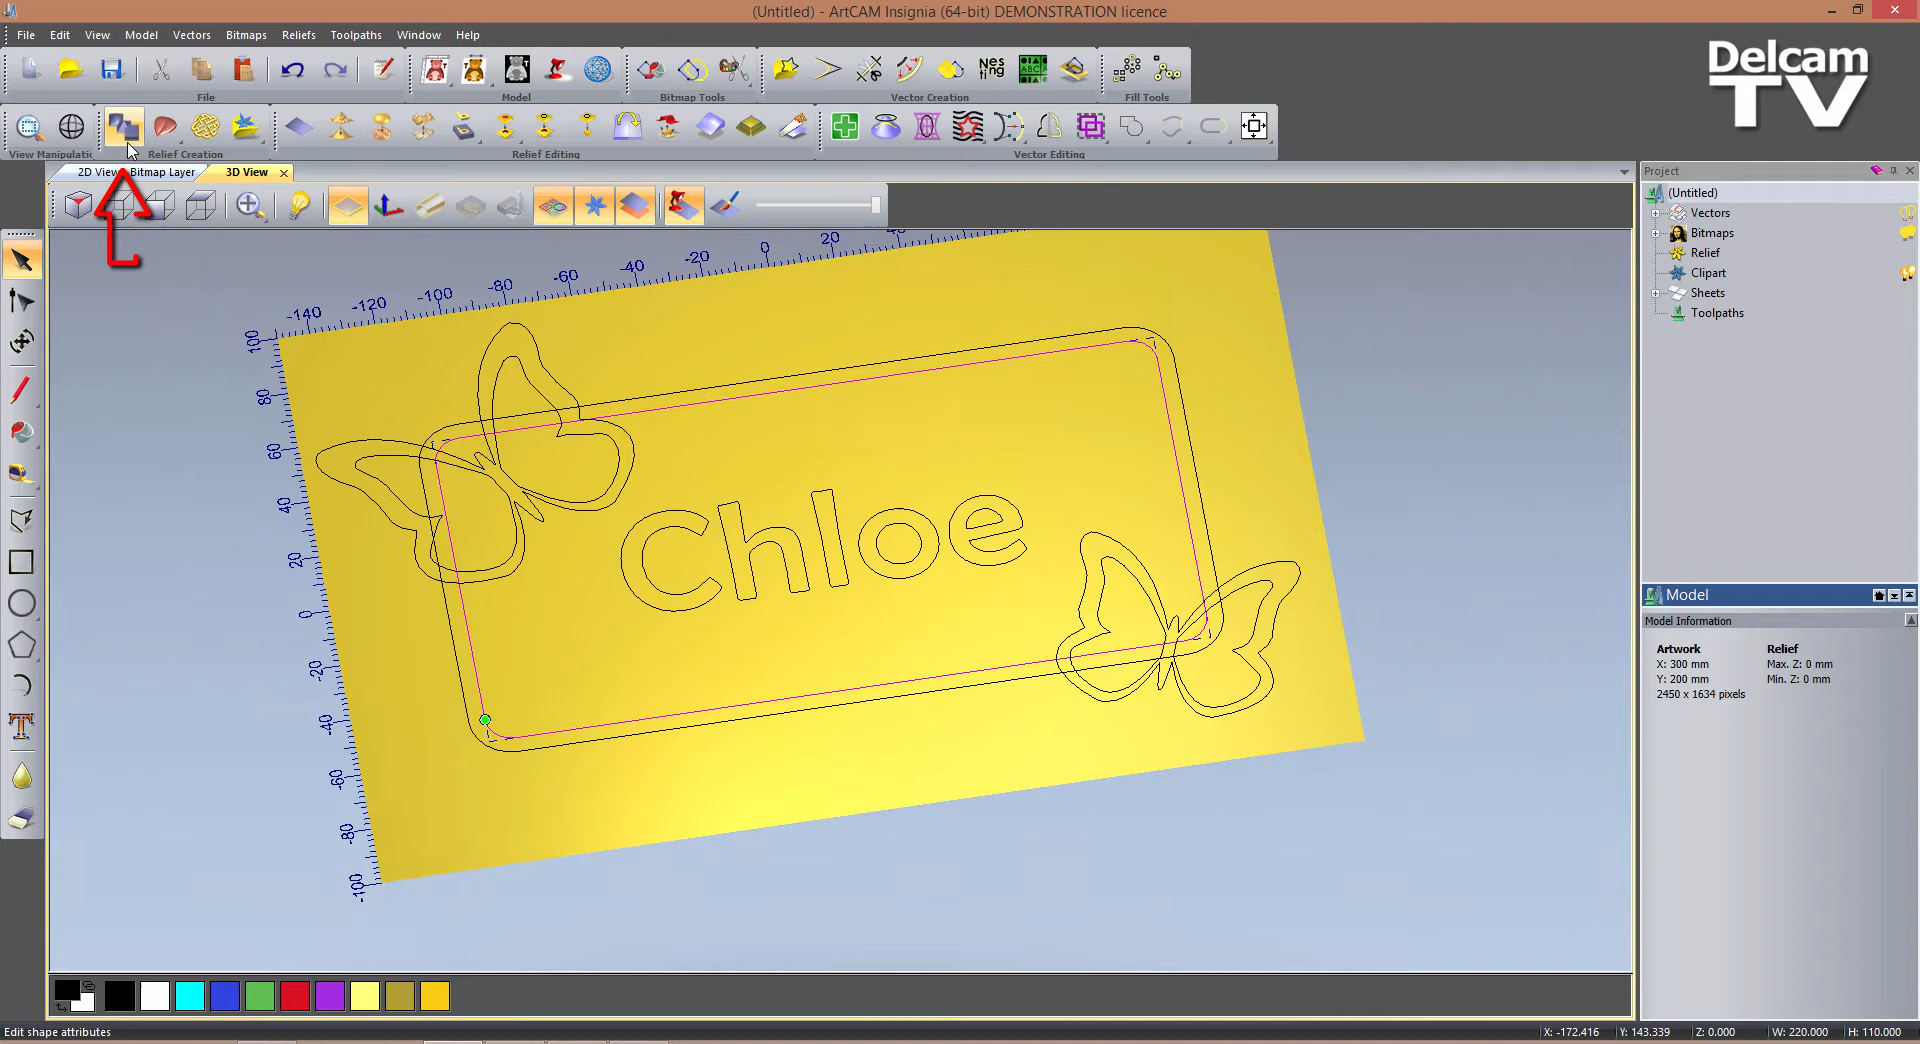 (Untitled) - ArtCAM Insignia (64-bit) DEMONSTRATION licence
File Edit View Model Vectors Bitmaps Reliefs Toolpaths Window Help
Delcam
TV
Nes
ting
ABC
File Model Bitmap Tools Vector Creation Fill Tools
View Manipulatic Relief Creation Relief Editing Vector Editing
2D View Bitmap Layer 3D View
Project
(Untitled)
Vectors
Bitmaps
Relief
Clipart
Sheets
Toolpaths
-140 -120 -100 -80 -60 -40 -20 0 20 40
100
80
60
40
20
0
-20
-40
-60
-80
-100
Chloe
Model
Model Information
Artwork Relief
X: 300 mm Max. Z: 0 mm
Y: 200 mm Min. Z: 0 mm
2450 x 1634 pixels
Edit shape attributes X: -172.416 Y: 143.339 Z: 0.000 W: 220.000 H: 110.000